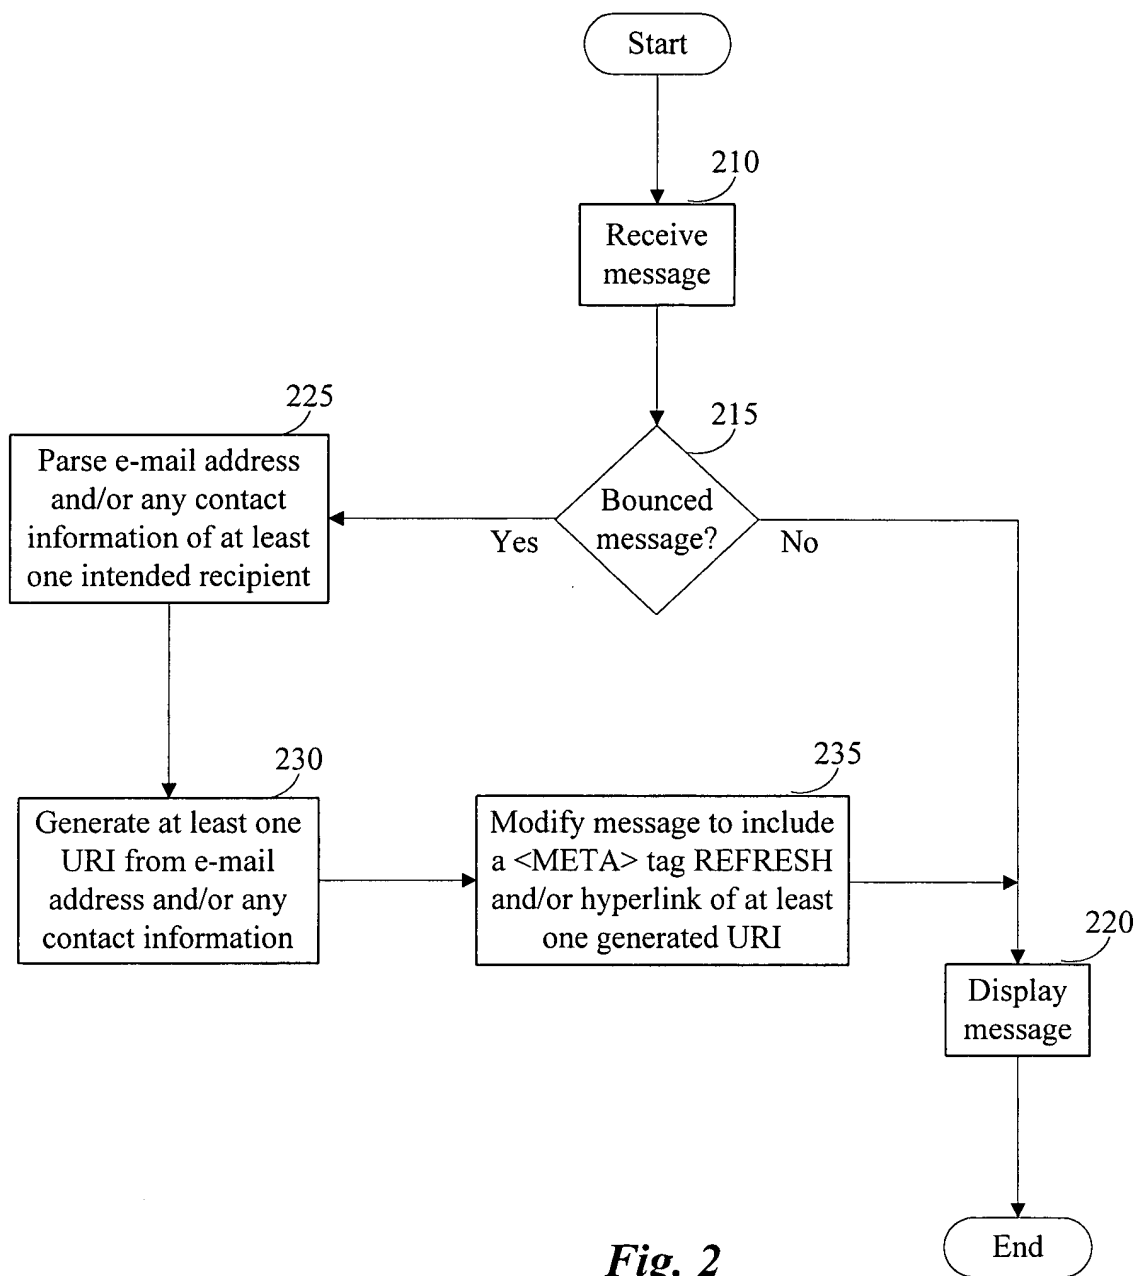 Start
210
Receive
message
215
Bounced
message?
Yes
No
225
Parse e-mail address
and/or any contact
information of at least
one intended recipient
230
Generate at least one
URI from e-mail
address and/or any
contact information
235
Modify message to include
a <META> tag REFRESH
and/or hyperlink of at least
one generated URI
220
Display
message
End
Fig. 2